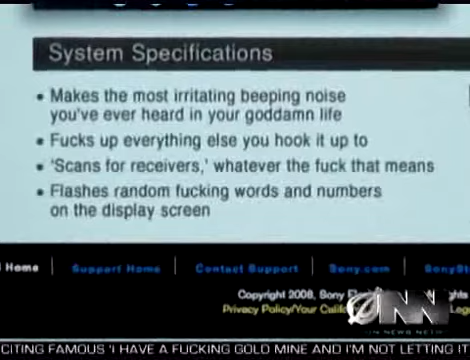 System Specifications
• Makes the most irritating beeping noise
you've ever heard in your goddamn life
• Fucks up everything else you hook it up to
• 'Scans for receivers,' whatever the fuck that means
• Flashes random fucking words and numbers
on the display screen
Home | Support Home | Contact Support | Sony.com |
Copyright 2008, Sony
Privacy Policy/Your
ONN
NEWS
CITING FAMOUS 'I HAVE A FUCKING GOLD MINE AND I'M NOT LETTING IT